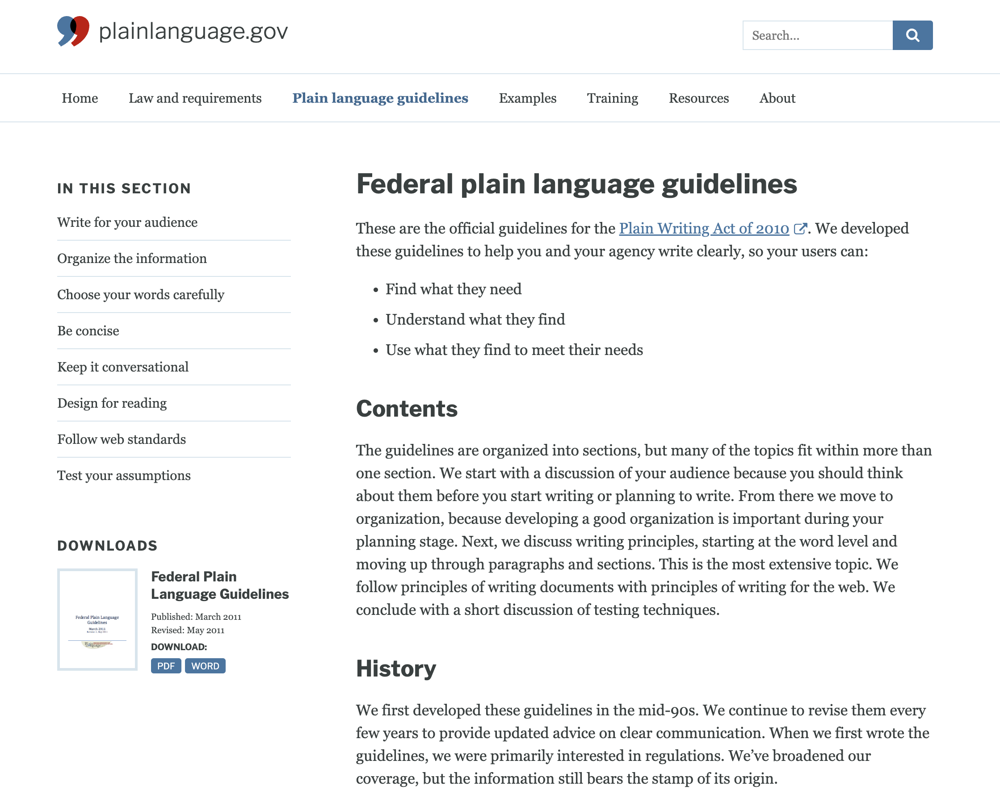 plainlanguage.gov
Search...
Home
Law and requirements
Plain language guidelines
Examples
Training
Resources
About
IN THIS SECTION
Write for your audience
Organize the information
Choose your words carefully
Be concise
Keep it conversational
Design for reading
Follow web standards
Test your assumptions
DOWNLOADS
Federal Plain Language
Guidelines
March 2011
Revision 1, May 2011
Federal Plain
Language Guidelines
Published: March 2011
Revised: May 2011
DOWNLOAD:
PDF
WORD
Federal plain language guidelines
These are the official guidelines for the Plain Writing Act of 2010. We developed
these guidelines to help you and your agency write clearly, so your users can:
• Find what they need
• Understand what they find
• Use what they find to meet their needs
Contents
The guidelines are organized into sections, but many of the topics fit within more than
one section. We start with a discussion of your audience because you should think
about them before you start writing or planning to write. From there we move to
organization, because developing a good organization is important during your
planning stage. Next, we discuss writing principles, starting at the word level and
moving up through paragraphs and sections. This is the most extensive topic. We
follow principles of writing documents with principles of writing for the web. We
conclude with a short discussion of testing techniques.
History
We first developed these guidelines in the mid-90s. We continue to revise them every
few years to provide updated advice on clear communication. When we first wrote the
guidelines, we were primarily interested in regulations. We’ve broadened our
coverage, but the information still bears the stamp of its origin.